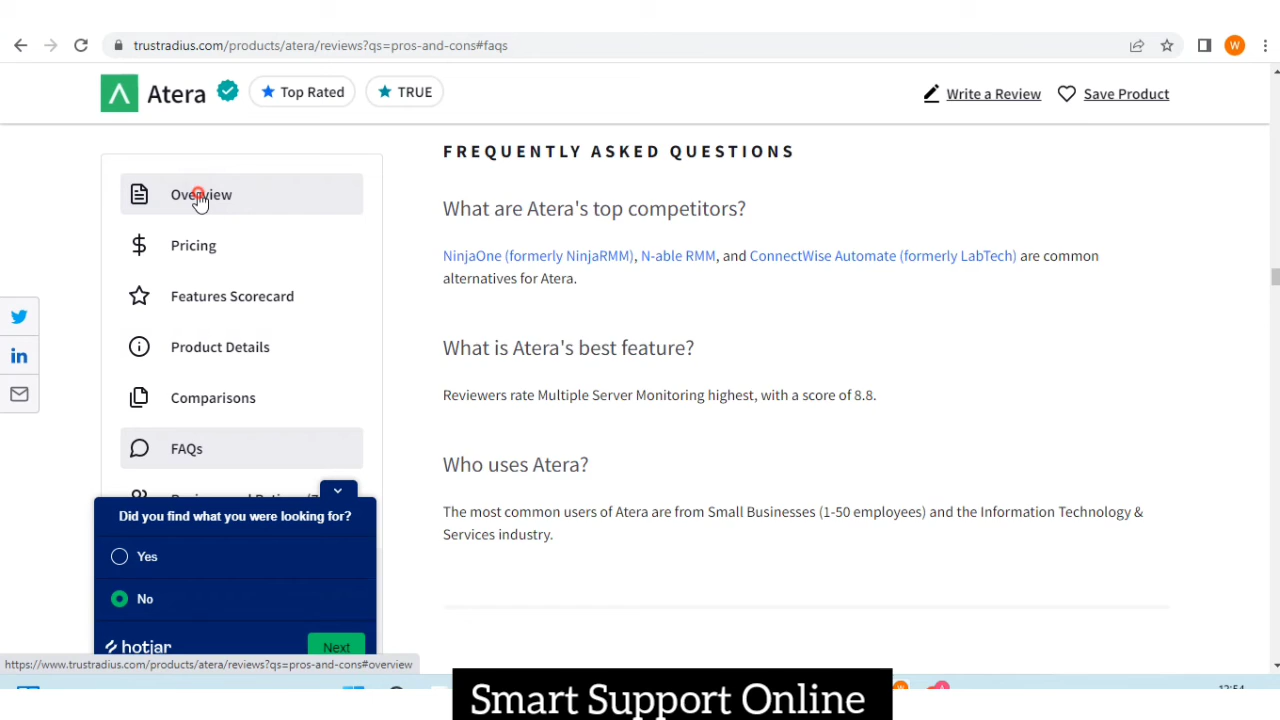 trustradius.com/products/atera/reviews?qs=pros-and-cons#faqs
W
Atera
Top Rated
TRUE
Write a Review
Save Product
Overview
Pricing
Features Scorecard
Product Details
Comparisons
FAQs
FREQUENTLY ASKED QUESTIONS
What are Atera's top competitors?
NinjaOne (formerly NinjaRMM), N-able RMM, and ConnectWise Automate (formerly LabTech) are common
alternatives for Atera.
What is Atera's best feature?
Reviewers rate Multiple Server Monitoring highest, with a score of 8.8.
Who uses Atera?
The most common users of Atera are from Small Businesses (1-50 employees) and the Information Technology &
Services industry.
Did you find what you were looking for?
Yes
No
hotjar
Next
https://www.trustradius.com/products/atera/reviews?qs=pros-and-cons#overview
Smart Support Online